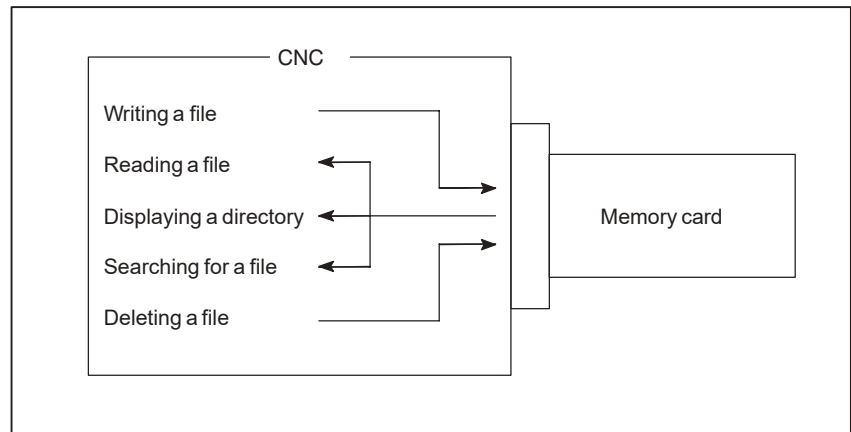 CNC
Writing a file
Reading a file
Displaying a directory
Memory card
Searching for a file
Deleting a file